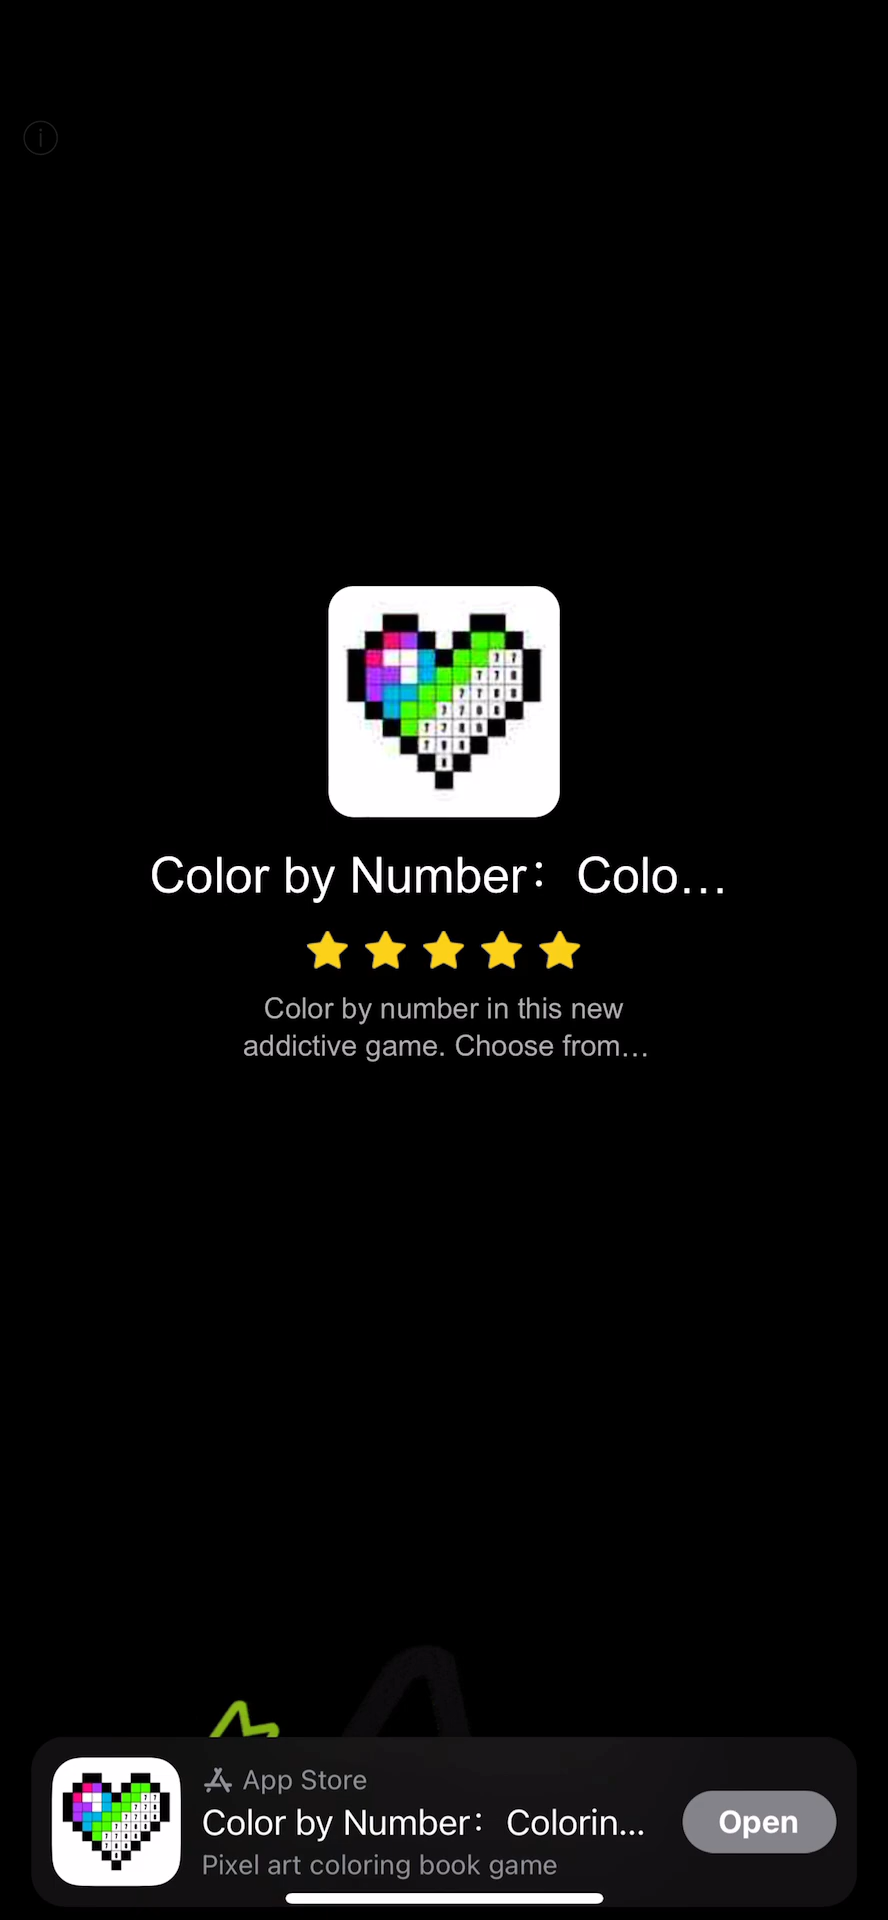 Color by Number： Colo...
Color by number in this new
addictive game. Choose from...
App Store
Color by Number： Colorin...
Pixel art coloring book game
Open